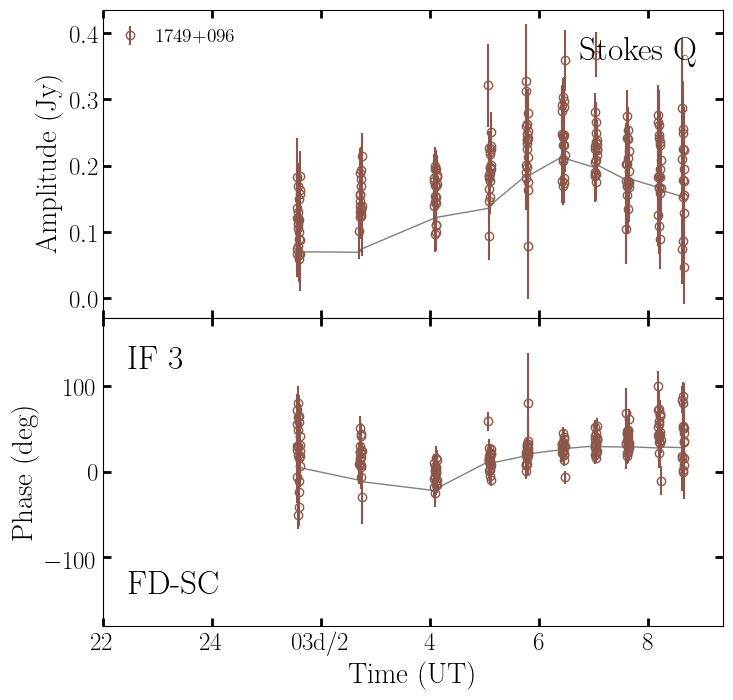 1749+096
Stokes Q
0.4
0.3
0.2
0.1
0.0
Amplitude (Jy)
IF 3
100
0
−100
Phase (deg)
FD-SC
22
24
03d/2
4
6
8
Time (UT)